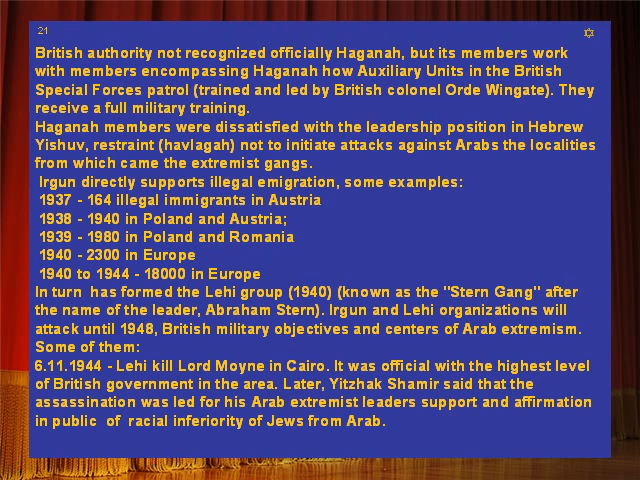 21
British authority not recognized officially Haganah, but its members work
with members encompassing Haganah how Auxiliary Units in the British
Special Forces patrol (trained and led by British colonel Orde Wingate). They
receive a full military training.
Haganah members were dissatisfied with the leadership position in Hebrew
Yishuv, restraint (havlagah) not to initiate attacks against Arabs the localities
from which came the extremist gangs.
Irgun directly supports illegal emigration, some examples:
1937 - 164 illegal immigrants in Austria
1938 - 1940 in Poland and Austria;
1939 - 1980 in Poland and Romania
1940 - 2300 in Europe
1940 to 1944 - 18000 in Europe
In turn has formed the Lehi group (1940) (known as the "Stern Gang" after
the name of the leader, Abraham Stern). Irgun and Lehi organizations will
attack until 1948, British military objectives and centers of Arab extremism.
Some of them:
6.11.1944 - Lehi kill Lord Moyne in Cairo. It was official with the highest level
of British government in the area. Later, Yitzhak Shamir said that the
assassination was led for his Arab extremist leaders support and affirmation
in public of racial inferiority of Jews from Arab.